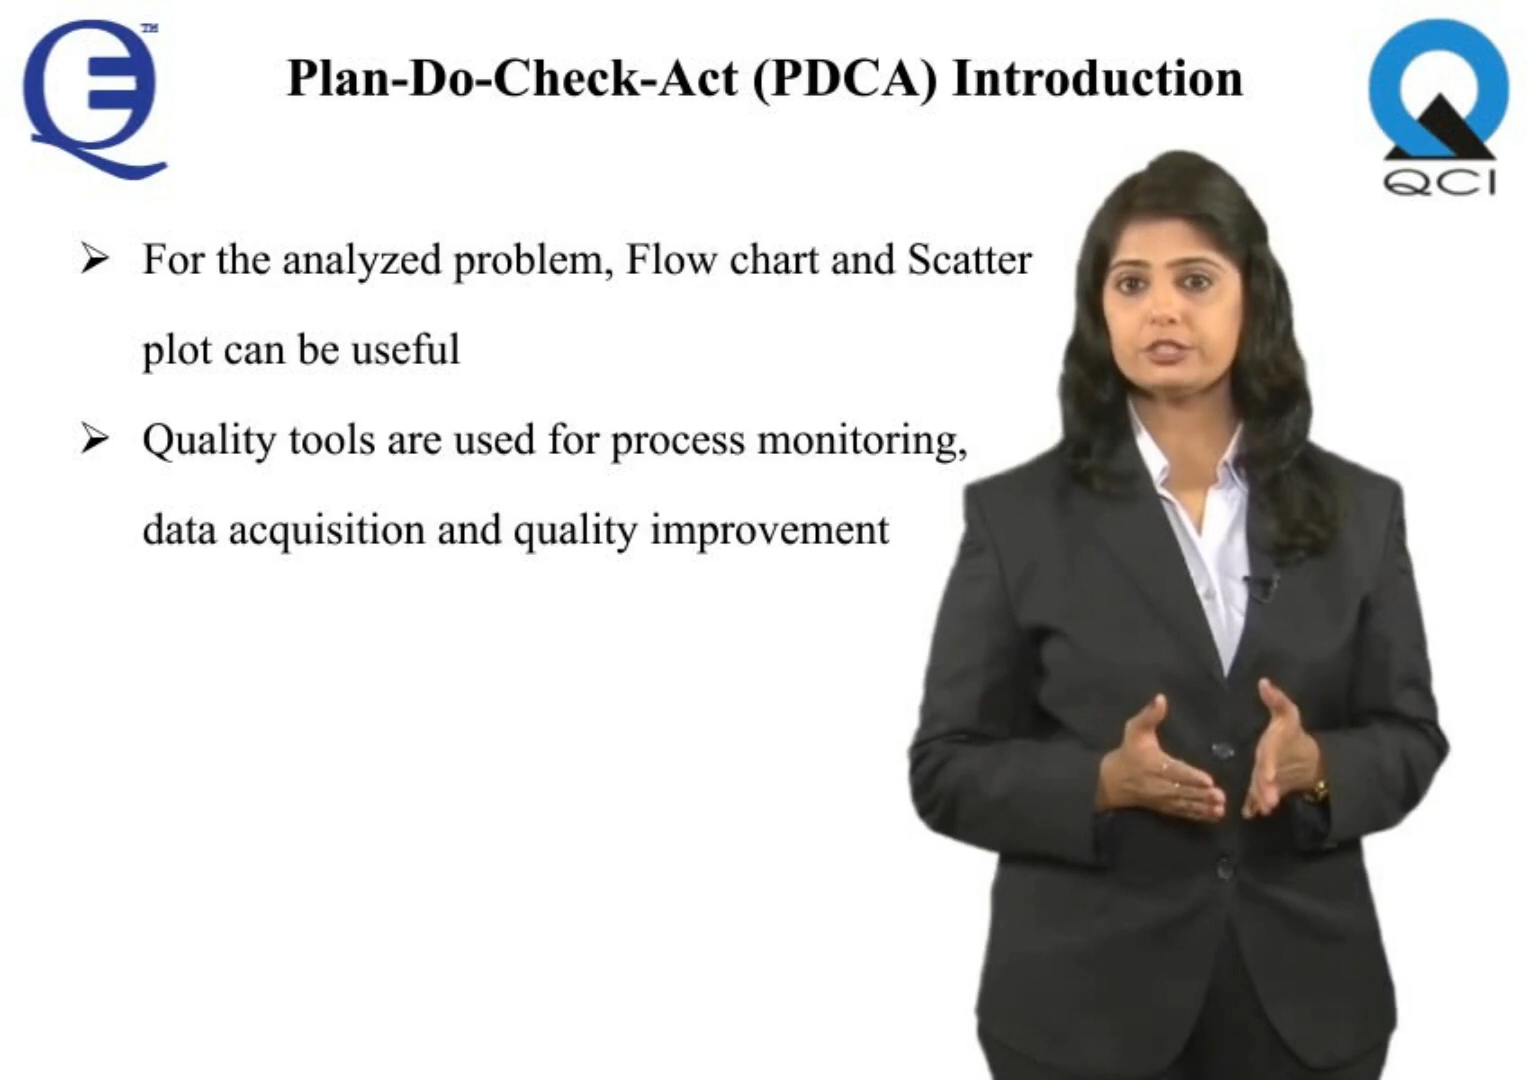 TM
Plan-Do-Check-Act (PDCA) Introduction
QCI
➢ For the analyzed problem, Flow chart and Scatter
plot can be useful
➢ Quality tools are used for process monitoring,
data acquisition and quality improvement